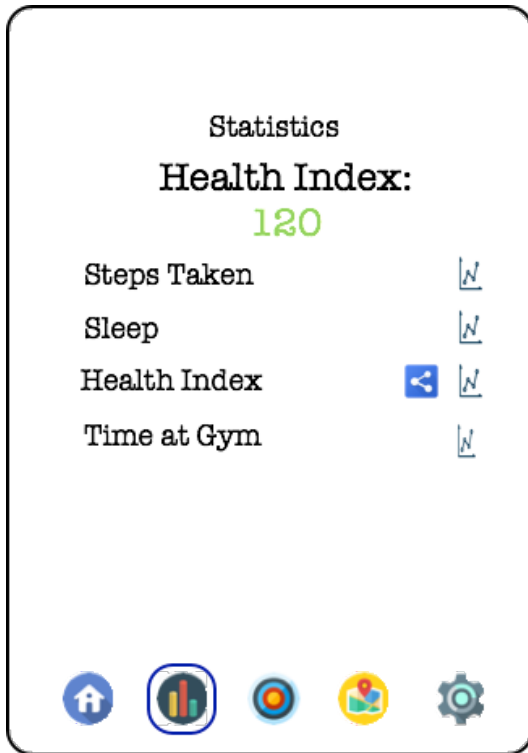 Statistics
Health Index:
120
Steps Taken
Sleep
Health Index
Time at Gym